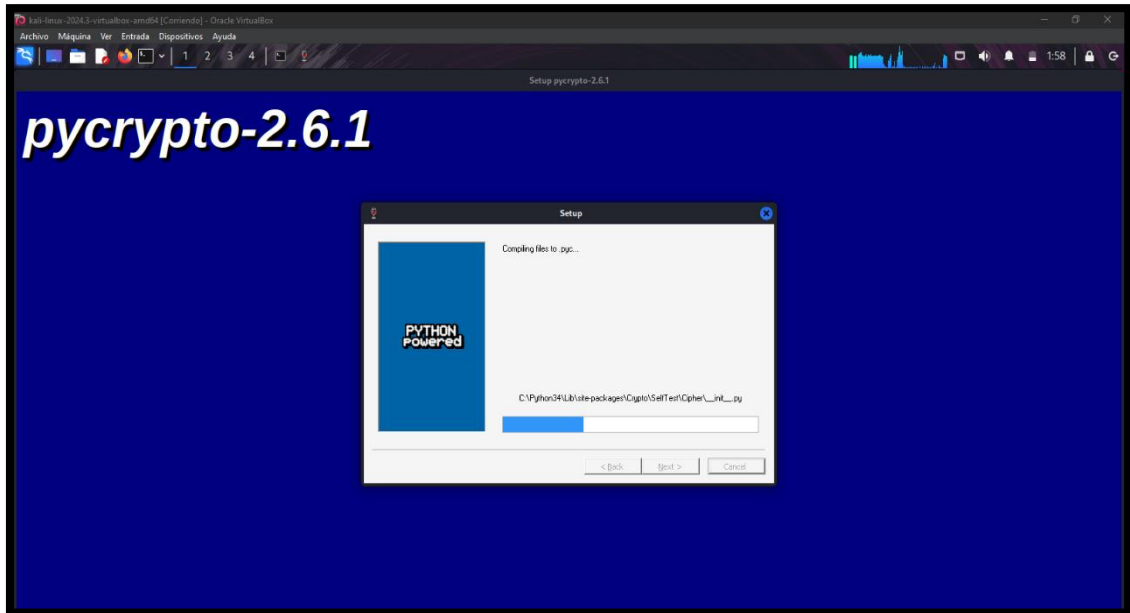 kali-linux-2024.3-virtualbox-amd64 [Corriendo] - Oracle VirtualBox
Archivo Máquina Ver Entrada Dispositivos Ayuda
1 2 3 4 1:58
Setup pycrypto-2.6.1
pycrypto-2.6.1
Setup
Compiling files to .pyc...
PYTHON
Powered
C:\Python34\Lib\site-packages\Crypto\SelfTest\Cipher\__init__.py
< Back Next > Cancel